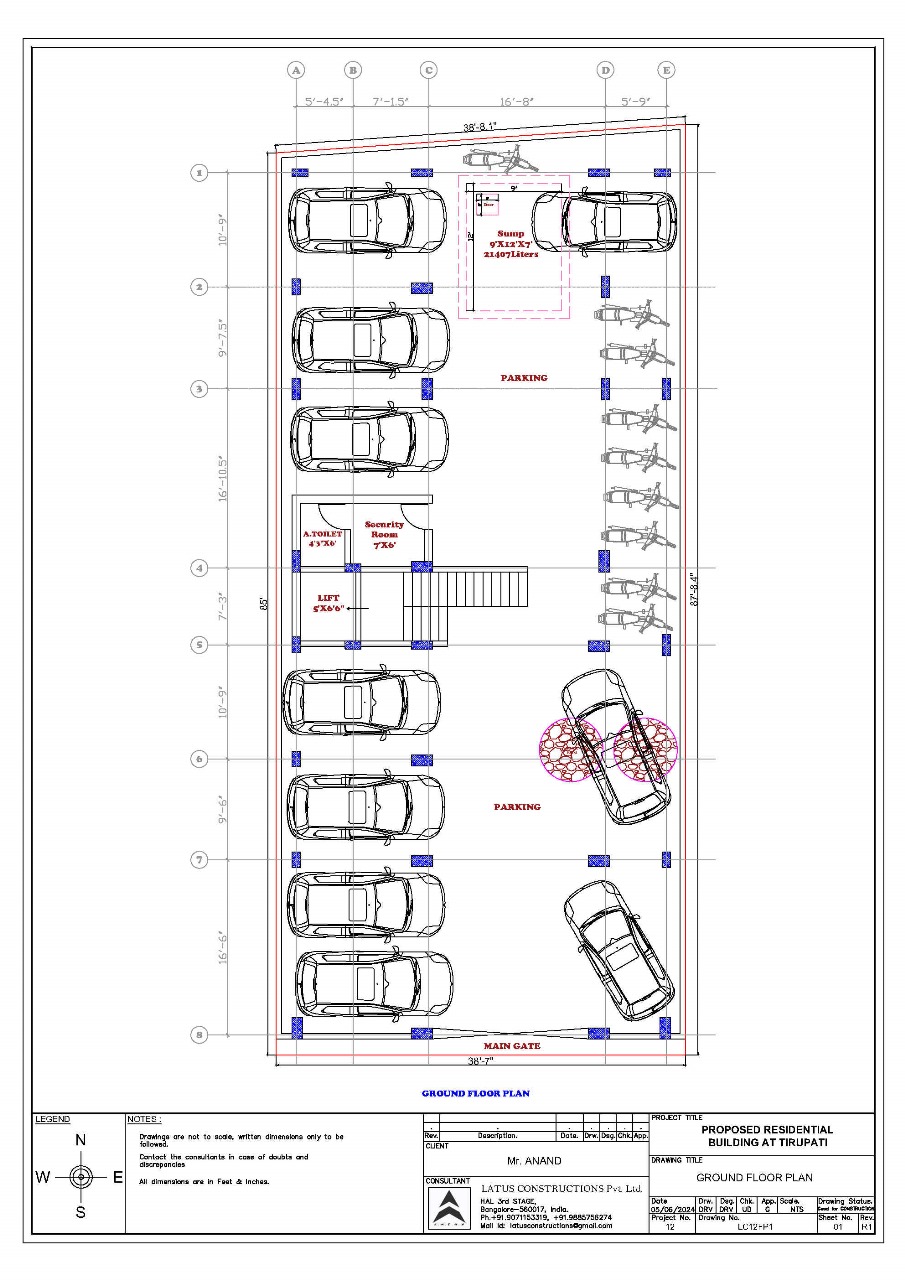 A B C D E
5'-4.5" 7'-1.5" 16'-8" 5'-9"
38'-8.1"
1
9'
Door
12'
Sump
9'X12'X7'
21407Liters
10'-9"
2
9'-7.5"
PARKING
3
16'-10.5"
A.TOILET
4'3"X6'
Security
Room
7'X6'
4
LIFT
5'X6'6"
7'-3"
85'
87'-8.4"
5
10'-9"
6
9'-6"
PARKING
7
16'-6"
8
MAIN GATE
38'-7"
GROUND FLOOR PLAN
LEGEND
N
W E
S
NOTES :
Drawings are not to scale, written dimensions only to be
followed.
Contact the consultants in case of doubts and
discrepancies
All dimensions are in Feet & Inches.
Rev. Description. Date. Drw. Dsg. Chk. App.
CLIENT
Mr. ANAND
CONSULTANT
LATUS CONSTRUCTIONS Pvt. Ltd.
HAL 3rd STAGE,
Bangalore-560017, India.
Ph.+91.9071153319, +91.9885756274
Mail id: latusconstructions@gmail.com
PROJECT TITLE
PROPOSED RESIDENTIAL
BUILDING AT TIRUPATI
DRAWING TITLE
GROUND FLOOR PLAN
Date Drw. Dsg. Chk. App. Scale. Drawing Status.
05/06/2024 DRV DRV UD G NTS Good for CONSTRUCTION
Project No. Drawing No. Sheet No. Rev.
12 LC12FP1 01 R1